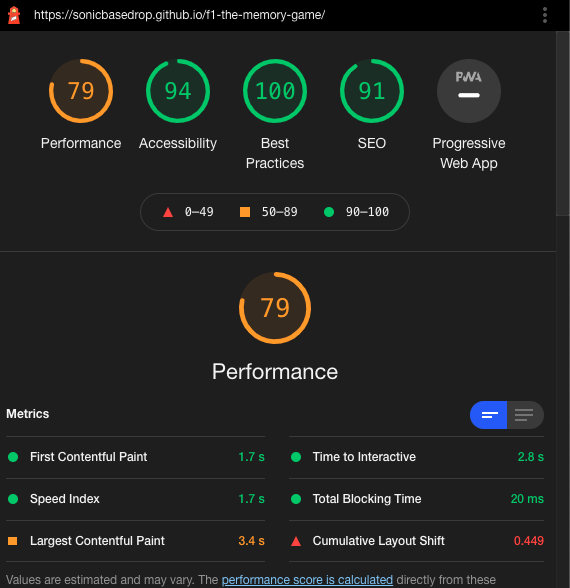 https://sonicbasedrop.github.io/f1-the-memory-game/
79 94 100 91 PWA
Performance Accessibility Best Practices SEO Progressive Web App
0–49 50–89 90–100
79
Performance
Metrics
First Contentful Paint 1.7 s
Time to Interactive 2.8 s
Speed Index 1.7 s
Total Blocking Time 20 ms
Largest Contentful Paint 3.4 s
Cumulative Layout Shift 0.449
Values are estimated and may vary. The performance score is calculated directly from these